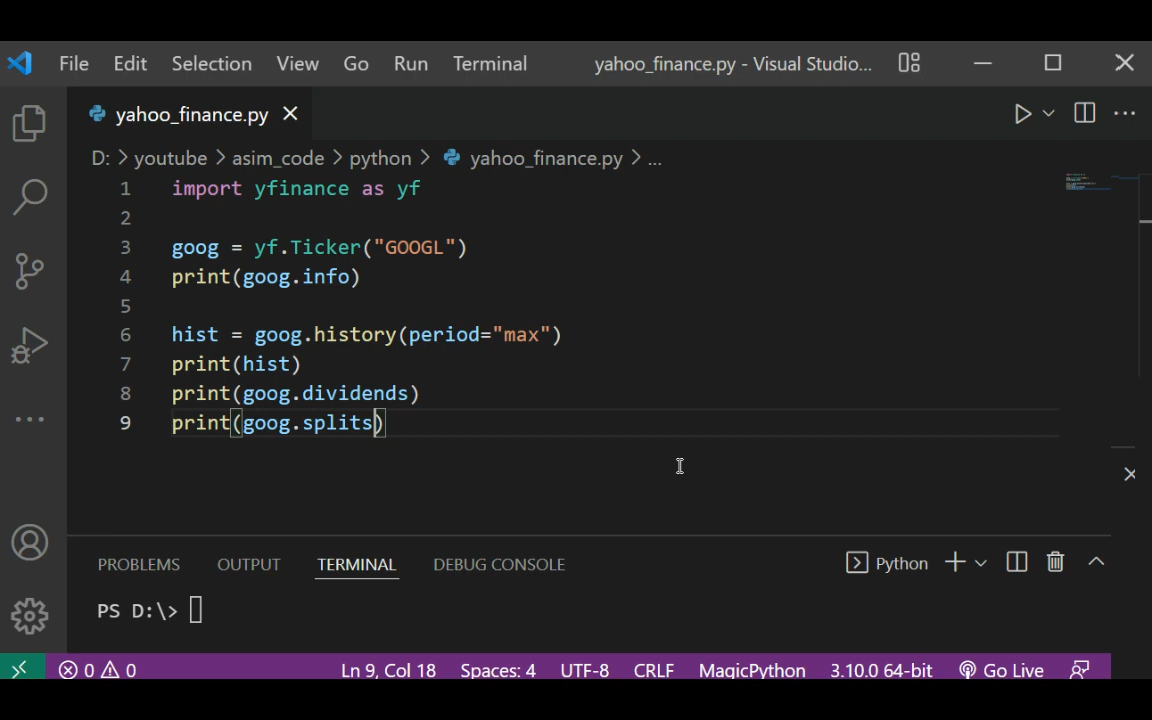 File Edit Selection View Go Run Terminal yahoo_finance.py - Visual Studio...
yahoo_finance.py
D: > youtube > asim_code > python > yahoo_finance.py > ...
1 import yfinance as yf
2
3 goog = yf.Ticker("GOOGL")
4 print(goog.info)
5
6 hist = goog.history(period="max")
7 print(hist)
8 print(goog.dividends)
9 print(goog.splits)
PROBLEMS OUTPUT TERMINAL DEBUG CONSOLE Python
PS D:\>
0 0 Ln 9, Col 18 Spaces: 4 UTF-8 CRLF MagicPython 3.10.0 64-bit Go Live